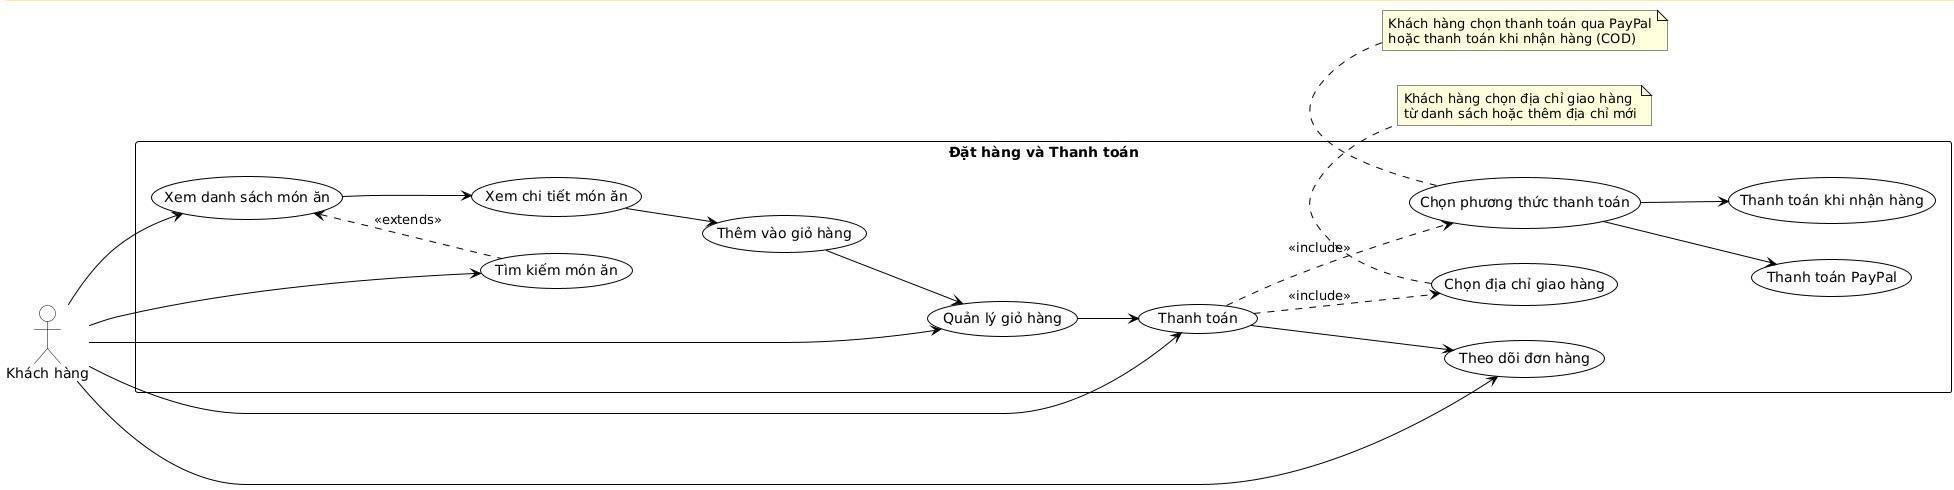 Khách hàng chọn thanh toán qua PayPal
hoặc thanh toán khi nhận hàng (COD)
Khách hàng chọn địa chỉ giao hàng
từ danh sách hoặc thêm địa chỉ mới
Đặt hàng và Thanh toán
Xem danh sách món ăn
Xem chi tiết món ăn
«extends»
Thêm vào giỏ hàng
Tìm kiếm món ăn
Chọn phương thức thanh toán
Thanh toán khi nhận hàng
«include»
Thanh toán PayPal
Chọn địa chỉ giao hàng
«include»
Quản lý giỏ hàng
Thanh toán
Theo dõi đơn hàng
Khách hàng